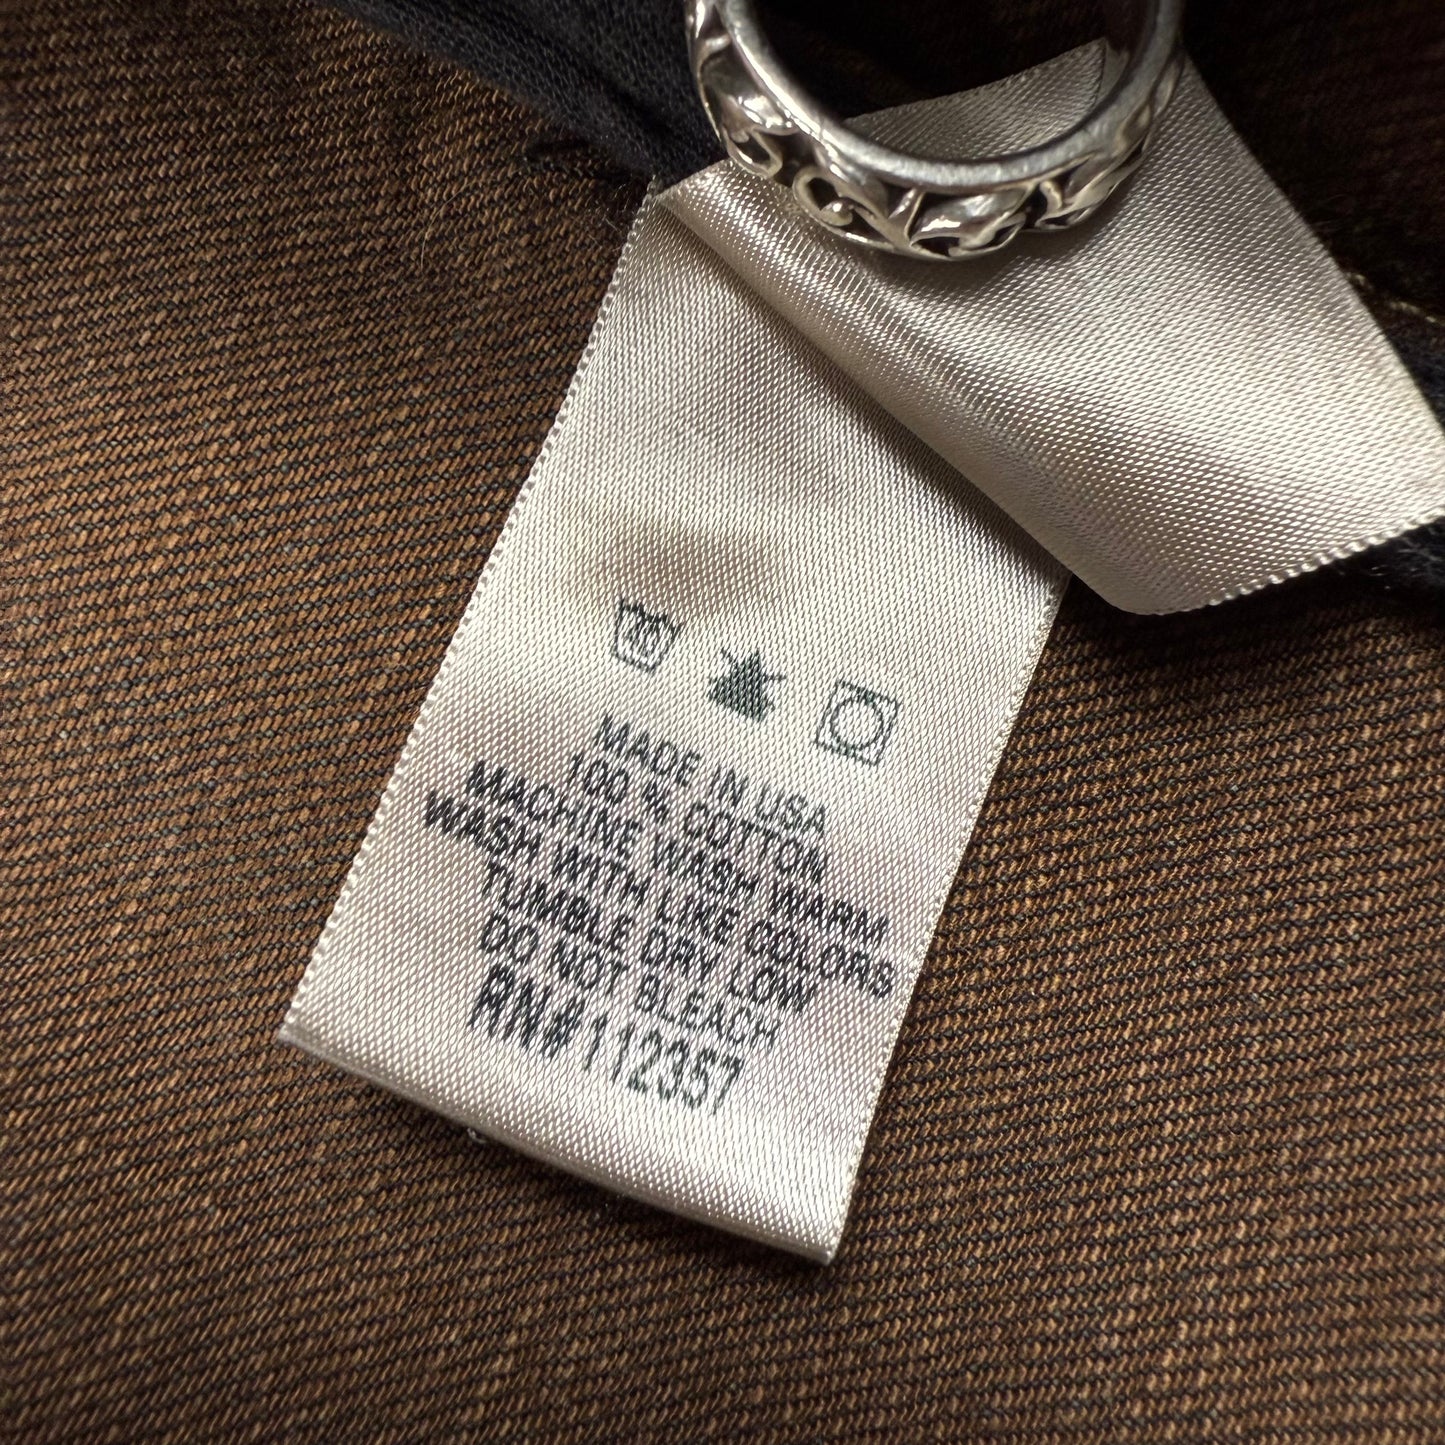 MADE IN USA
100 % COTTON
MACHINE WASH WARM
WASH WITH LIKE COLORS
TUMBLE DRY LOW
DO NOT BLEACH
RN#112357